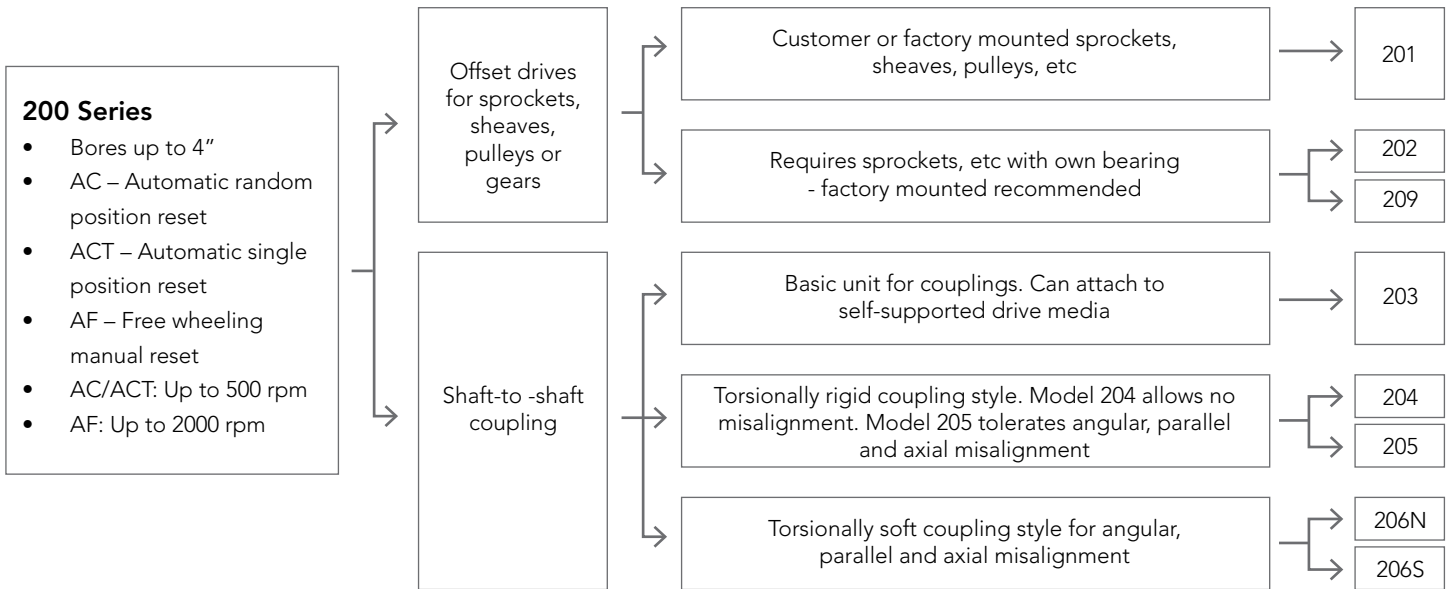 200 Series
• Bores up to 4”
• AC – Automatic random
position reset
• ACT – Automatic single
position reset
• AF – Free wheeling
manual reset
• AC/ACT: Up to 500 rpm
• AF: Up to 2000 rpm
Offset drives
for sprockets,
sheaves,
pulleys or
gears
Customer or factory mounted sprockets,
sheaves, pulleys, etc
201
Requires sprockets, etc with own bearing
- factory mounted recommended
202
209
Shaft-to -shaft
coupling
Basic unit for couplings. Can attach to
self-supported drive media
203
Torsionally rigid coupling style. Model 204 allows no
misalignment. Model 205 tolerates angular, parallel
and axial misalignment
204
205
Torsionally soft coupling style for angular,
parallel and axial misalignment
206N
206S